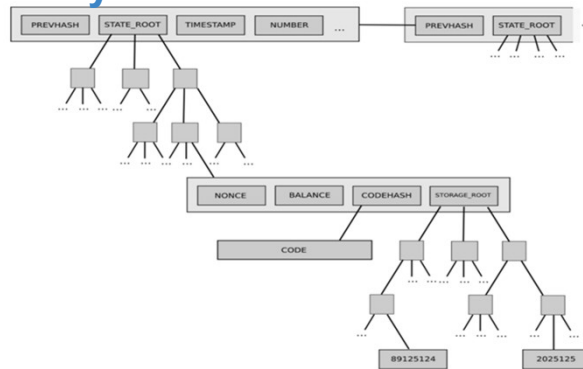 PREVHASH STATE_ROOT TIMESTAMP NUMBER ... PREVHASH STATE_ROOT
... ... ... ...
... ... ... ... ...
... ... ... ... ...
NONCE BALANCE CODEHASH STORAGE_ROOT
CODE
... ... ... ...
... ... ... ... ...
89125124 2025125